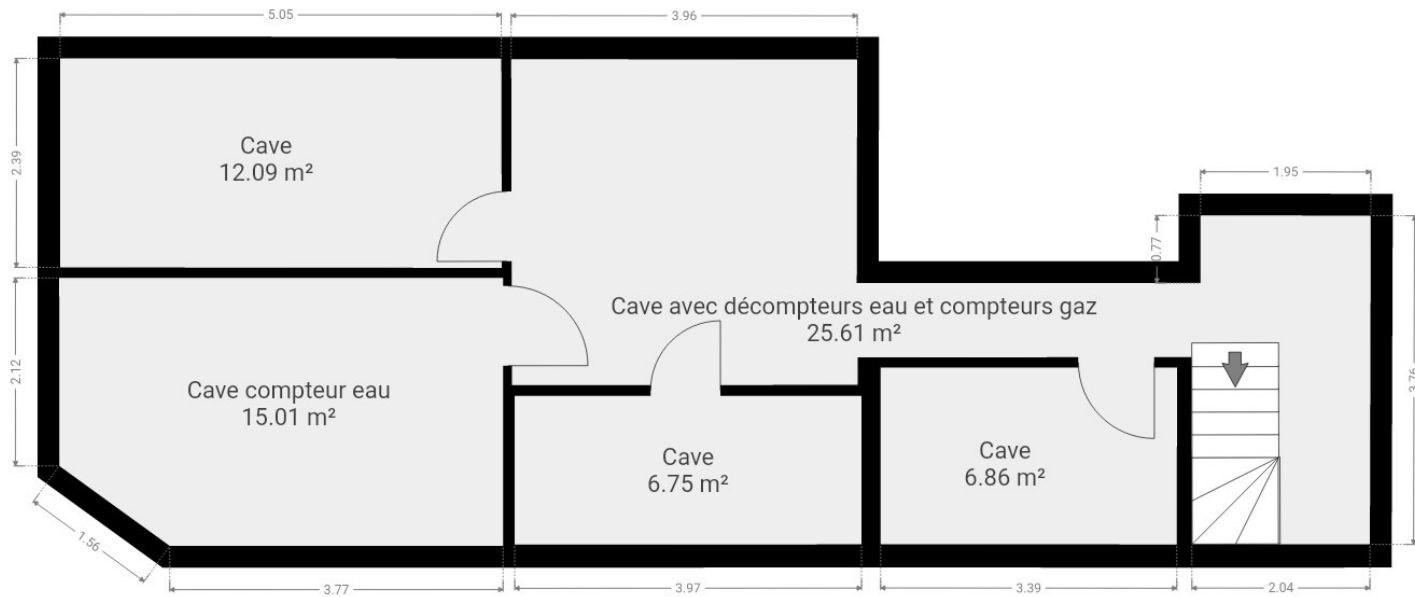 5.05
3.96
2.39
Cave
12.09 m²
1.95
0.77
Cave avec décompteurs eau et compteurs gaz
25.61 m²
2.12
Cave compteur eau
15.01 m²
3.76
Cave
6.75 m²
Cave
6.86 m²
1.56
3.77
3.97
3.39
2.04